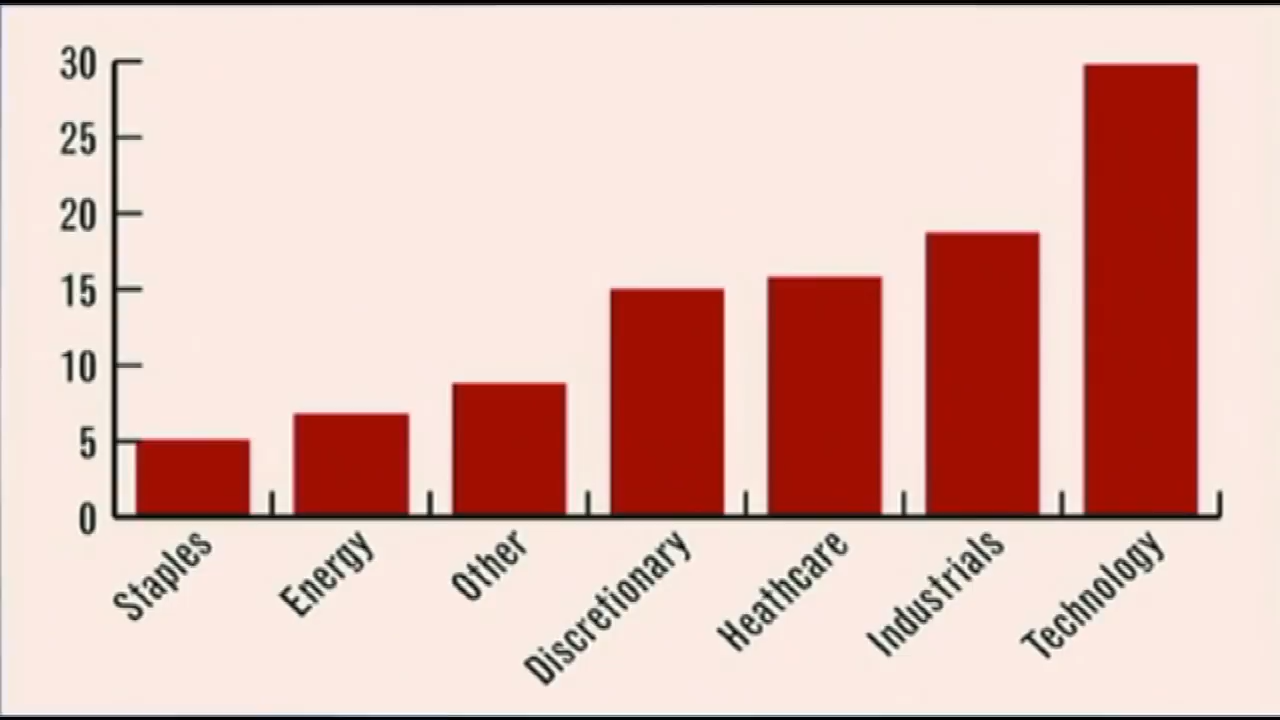 30
25
20
15
10
5
0
Staples
Energy
Other
Discretionary
Heathcare
Industrials
Technology